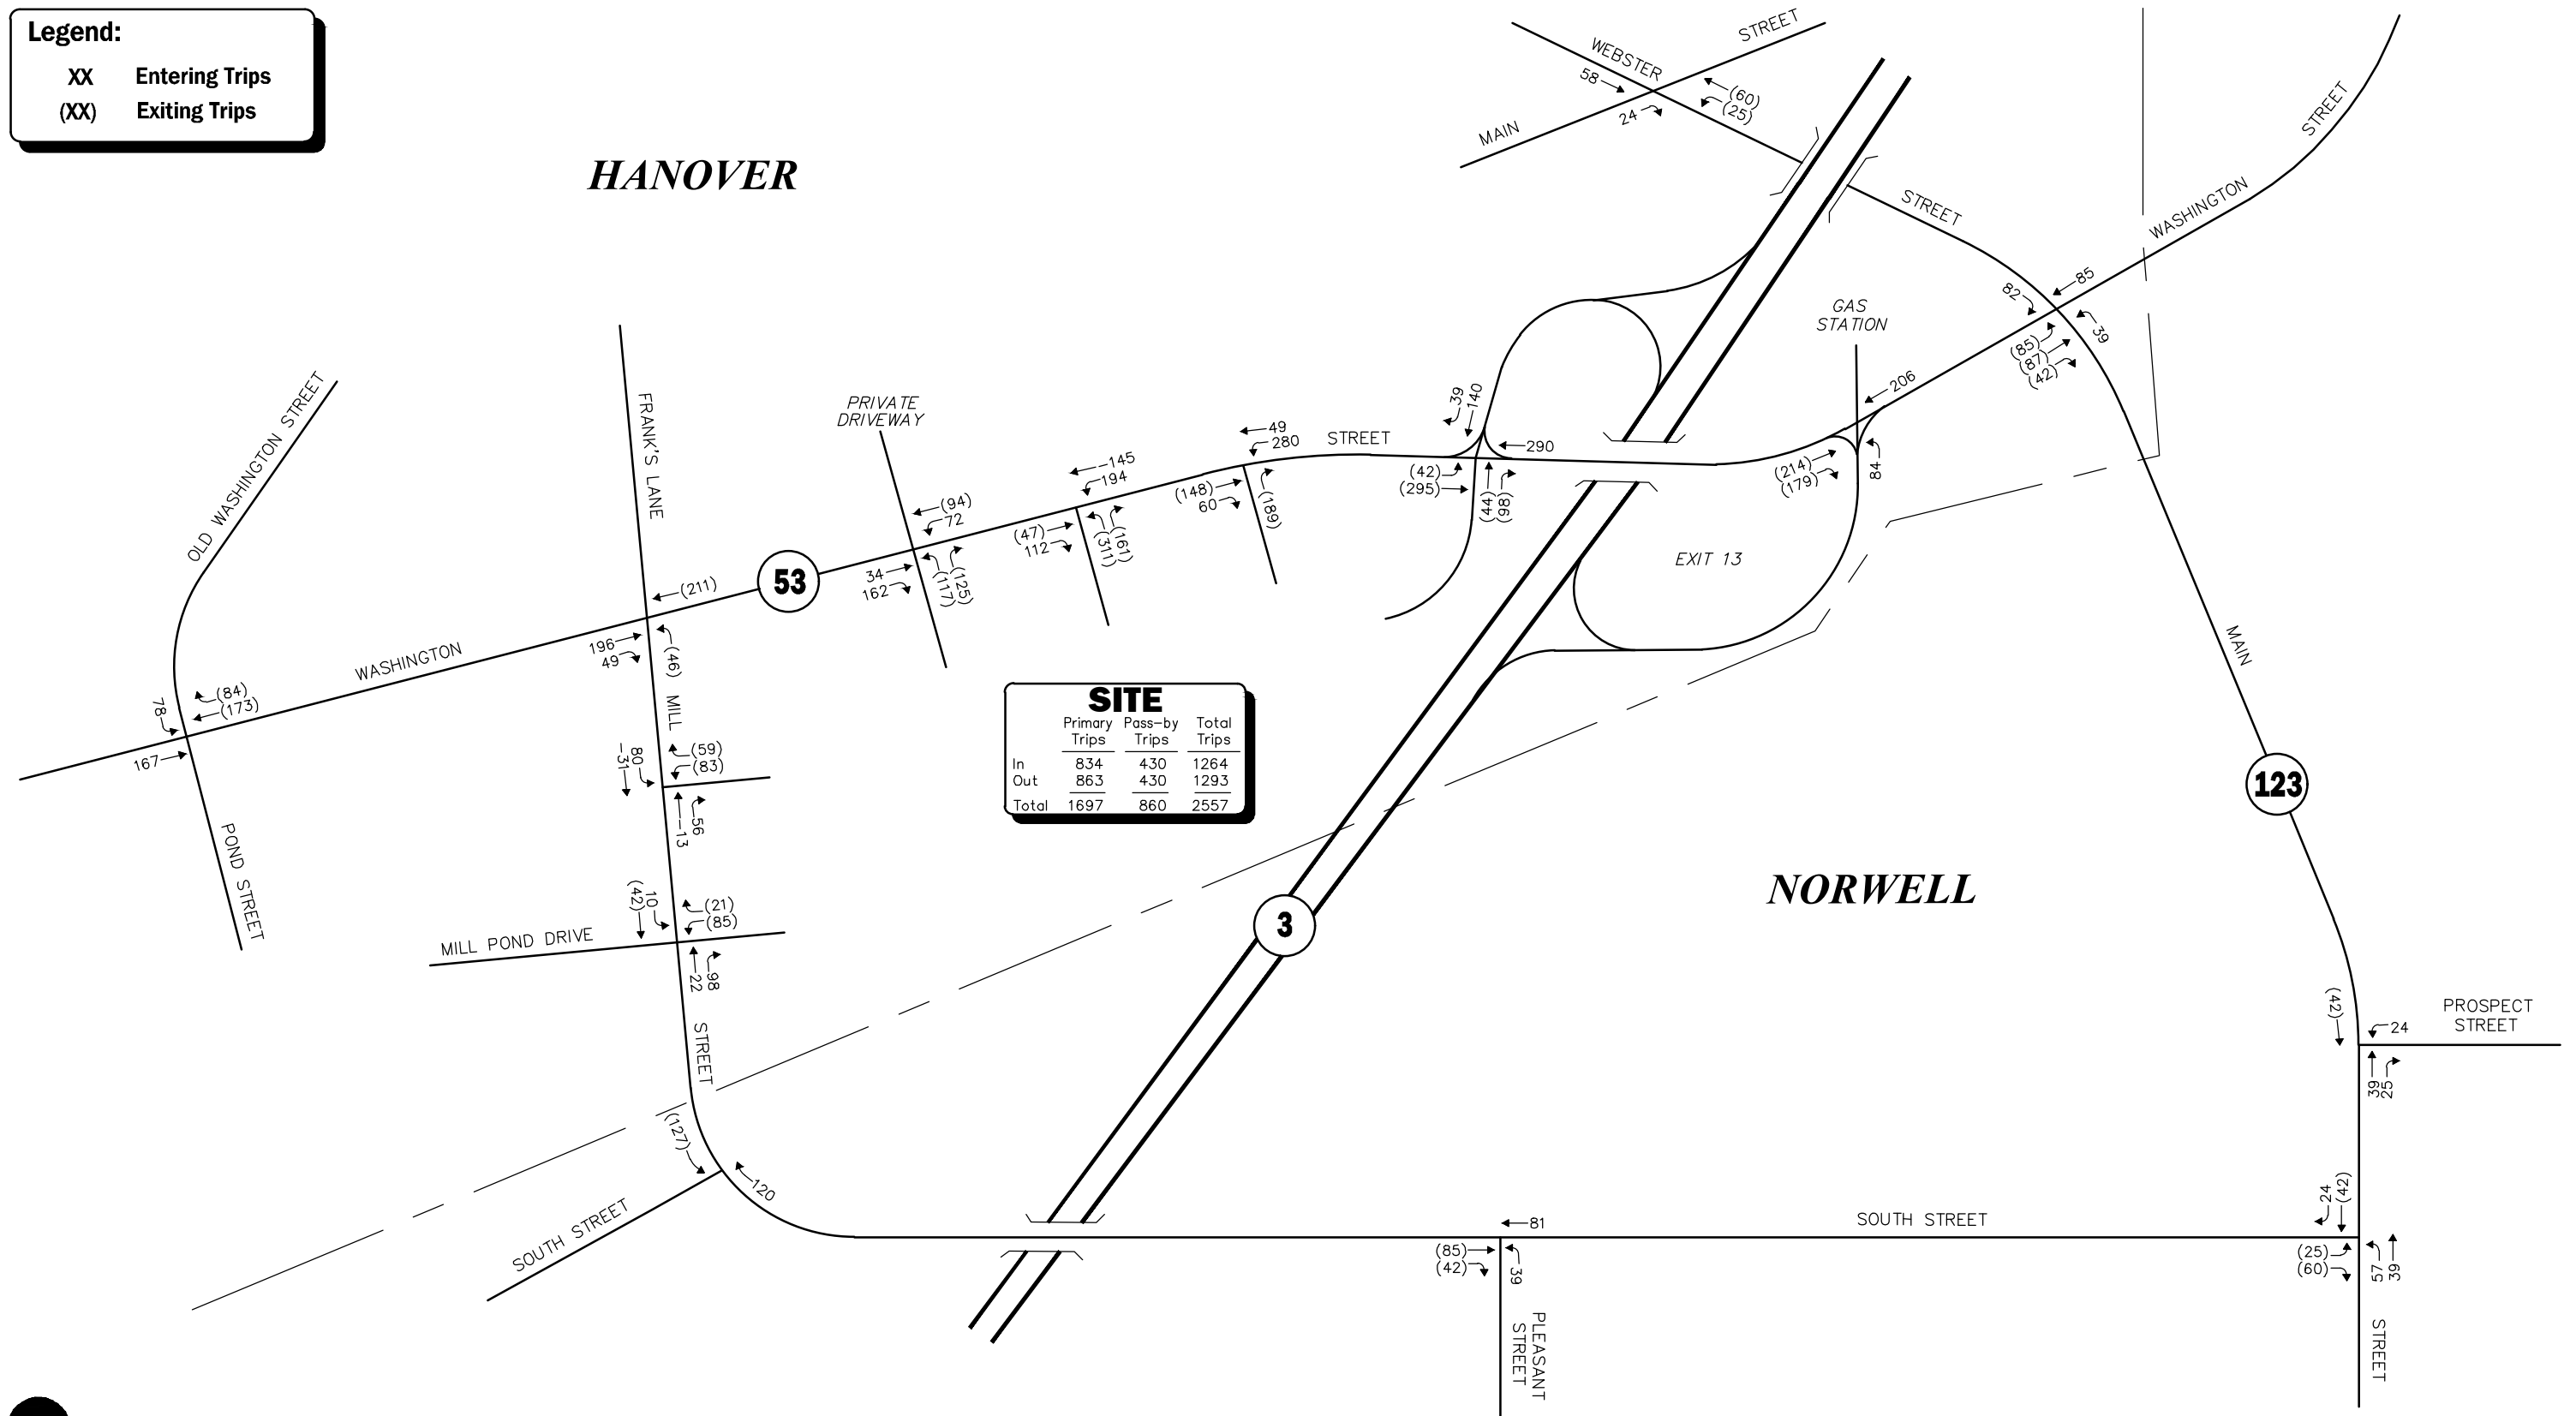 Legend:
XX Entering Trips
(XX) Exiting Trips
HANOVER
WEBSTER
STREET
58
(60)
(25)
24
MAIN
STREET
STREET
WASHINGTON
85
82
39
(85)
(87)
(42)
GAS
STATION
206
84
(214)
(179)
39
140
290
(42)
(295)
(44)
(98)
STREET
49
280
(148)
60
(189)
-145
194
(47)
112
(311)
(161)
PRIVATE
DRIVEWAY
(94)
72
34
162
(117)
(125)
53
OLD WASHINGTON STREET
FRANK'S LANE
(211)
196
49
(46)
WASHINGTON
MILL
(84)
(173)
78
167
POND STREET
80
-31
(59)
(83)
-13
56
10
(42)
(21)
(85)
MILL POND DRIVE
22
98
STREET
EXIT 13
SITE
Primary Pass-by Total
Trips Trips Trips
In 834 430 1264
Out 863 430 1293
Total 1697 860 2557
MAIN
123
3
NORWELL
(42)
24
PROSPECT
STREET
39
25
(127)
120
SOUTH STREET
81
SOUTH STREET
24
(42)
(85)
(42)
39
(25)
(60)
57
39
PLEASANT
STREET
STREET